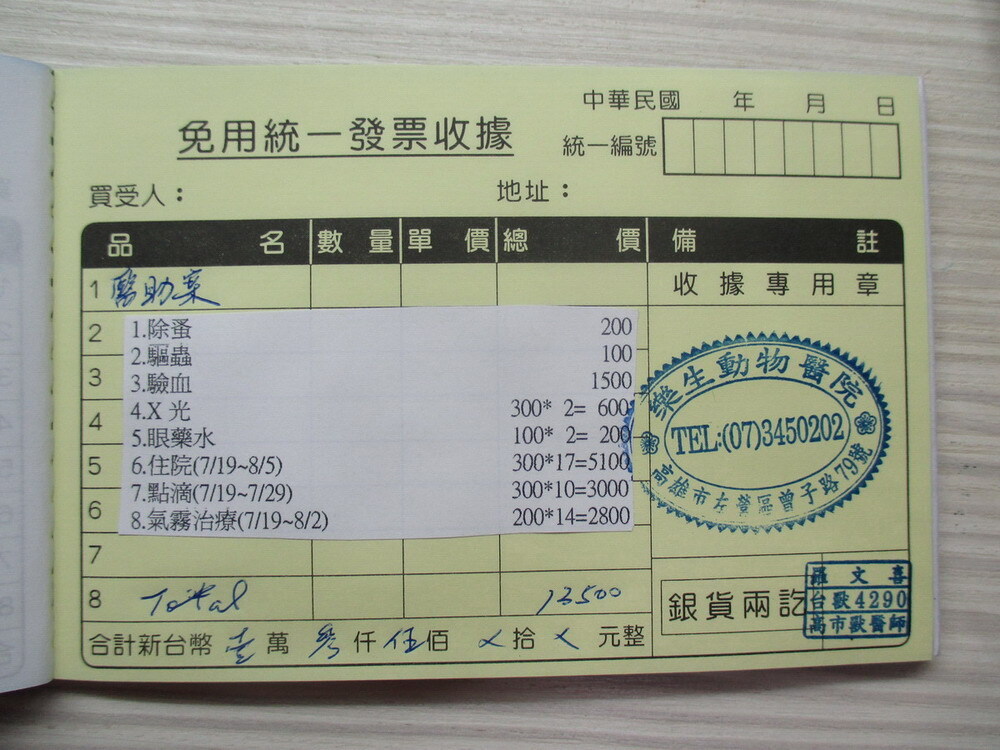 中華民國 年 月 日
免用統一發票收據
統一編號
買受人： 地址：
品名 數量 單價 總價 備註
1 醫助案
收據專用章
2
3
4
5
6
1.除蚤 200
2.驅蟲 100
3.驗血 1500
4.X 光 300* 2= 600
5.眼藥水 100* 2= 200
6.住院(7/19~8/5) 300*17=5100
7.點滴(7/19~7/29) 300*10=3000
8.氣霧治療(7/19~8/2) 200*14=2800
樂生動物醫院
TEL:(07)3450202
高雄市左營區曾子路79號
7
8 Total 13500
銀貨兩訖
羅文喜
台獸4290
高市獸醫師
合計新台幣 壹萬 參仟 伍佰 ㄨ拾 ㄨ元整